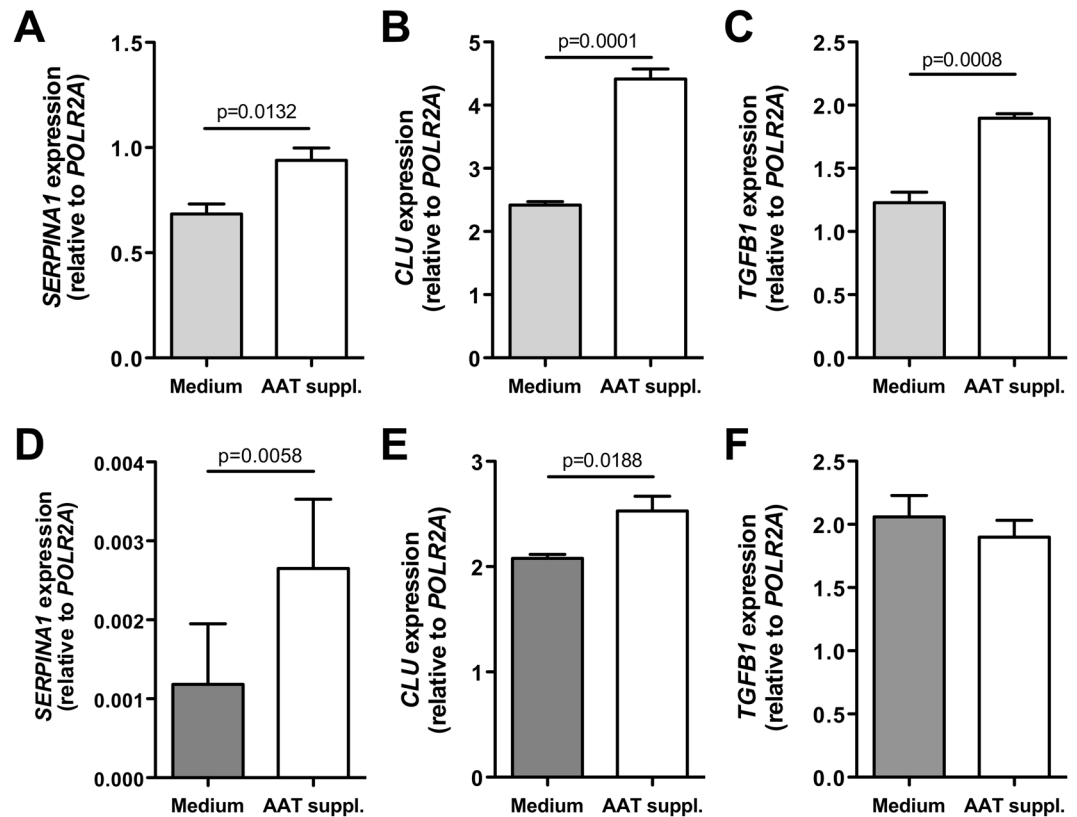 A
SERPINA1 expression
(relative to POLR2A)
1.5
1.0
0.5
0.0
p=0.0132
Medium
AAT suppl.
B
CLU expression
(relative to POLR2A)
5
4
3
2
1
0
p=0.0001
Medium
AAT suppl.
C
TGFB1 expression
(relative to POLR2A)
2.5
2.0
1.5
1.0
0.5
0.0
p=0.0008
Medium
AAT suppl.
D
SERPINA1 expression
(relative to POLR2A)
0.004
0.003
0.002
0.001
0.000
p=0.0058
Medium
AAT suppl.
E
CLU expression
(relative to POLR2A)
3
2
1
0
p=0.0188
Medium
AAT suppl.
F
TGFB1 expression
(relative to POLR2A)
2.5
2.0
1.5
1.0
0.5
0.0
Medium
AAT suppl.